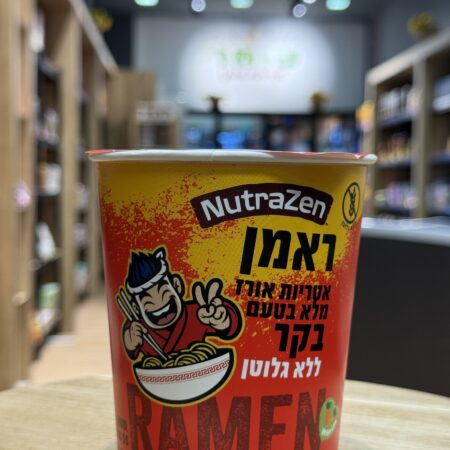 NutraZen
ראמן
אטריות אורז
מלא בטעם
בקר
ללא גלוטן
RAMEN